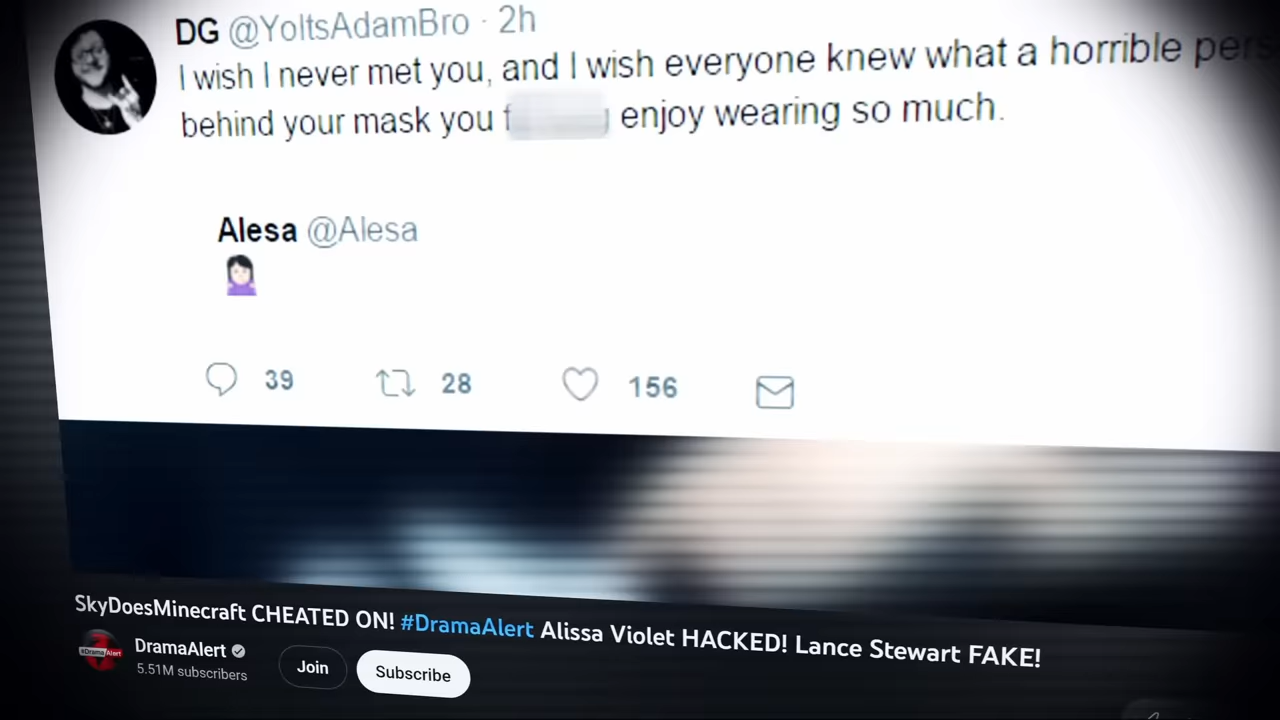 DG @YoItsAdamBro · 2h
I wish I never met you, and I wish everyone knew what a horrible
behind your mask you enjoy wearing so much.
Alesa @Alesa
39 28 156
SkyDoesMinecraft CHEATED ON! #DramaAlert Alissa Violet HACKED! Lance Stewart FAKE!
#DramaAlert
DramaAlert
5.51M subscribers
Join
Subscribe